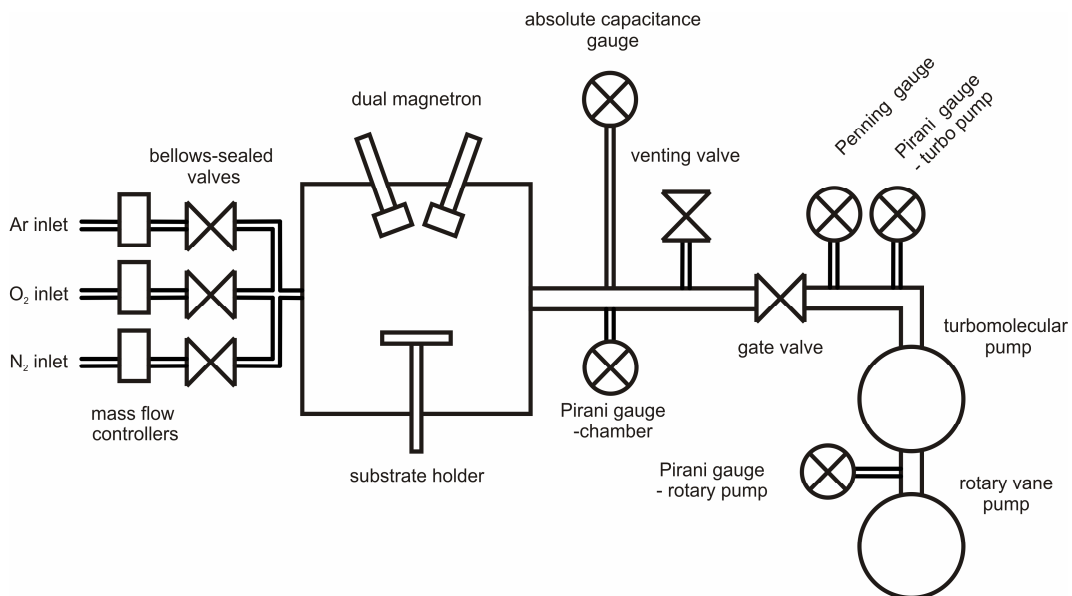 absolute capacitance
gauge
dual magnetron
Penning gauge
Pirani gauge
- turbo pump
bellows-sealed
valves
venting valve
Ar inlet
O₂ inlet
N₂ inlet
gate valve
turbomolecular
pump
mass flow
controllers
Pirani gauge
-chamber
substrate holder
Pirani gauge
- rotary pump
rotary vane
pump